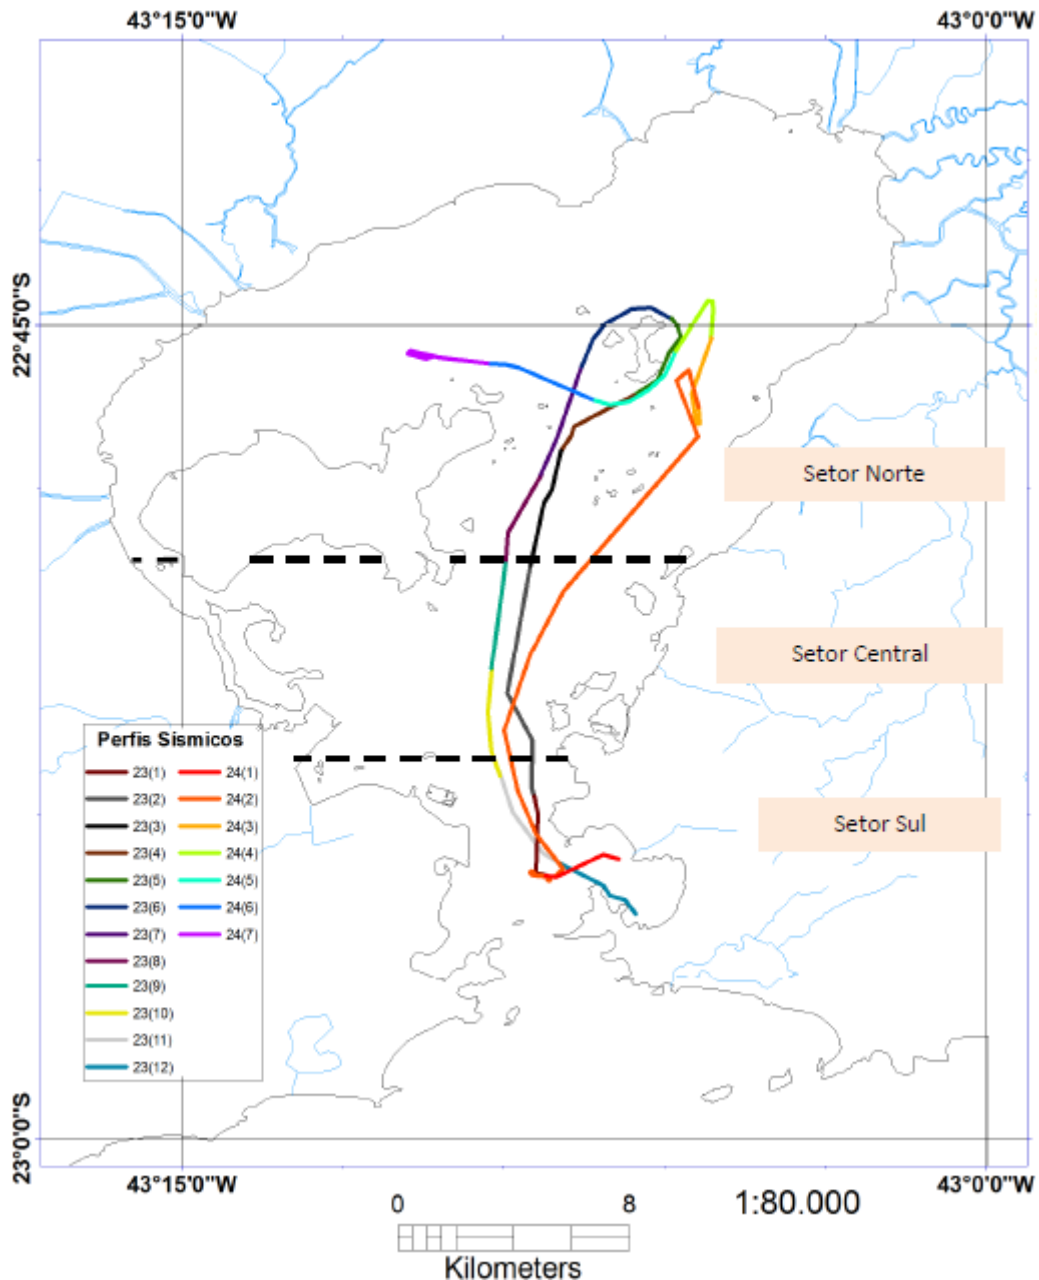 43°15'0"W
43°0'0"W
22°45'0"S
Setor Norte
Setor Central
Perfis Sísmicos
23(1)
24(1)
23(2)
24(2)
23(3)
24(3)
23(4)
24(4)
23(5)
24(5)
23(6)
24(6)
23(7)
24(7)
23(8)
23(9)
23(10)
23(11)
23(12)
Setor Sul
23°0'0"S
43°15'0"W
43°0'0"W
0
8
1:80.000
Kilometers